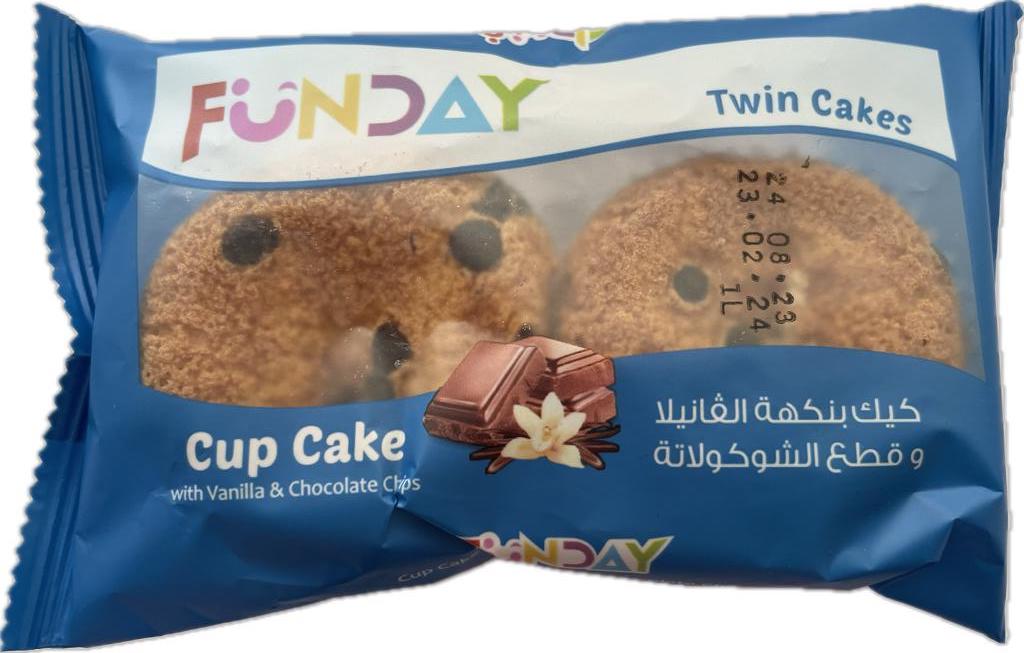 FUNDAY
Twin Cakes
24 08.23
23.02.24
1L
كيك بنكهة الڤانيلا
و قطع الشوكولاتة
Cup Cake
with Vanilla & Chocolate Chips
FUNDAY
Cup Cake